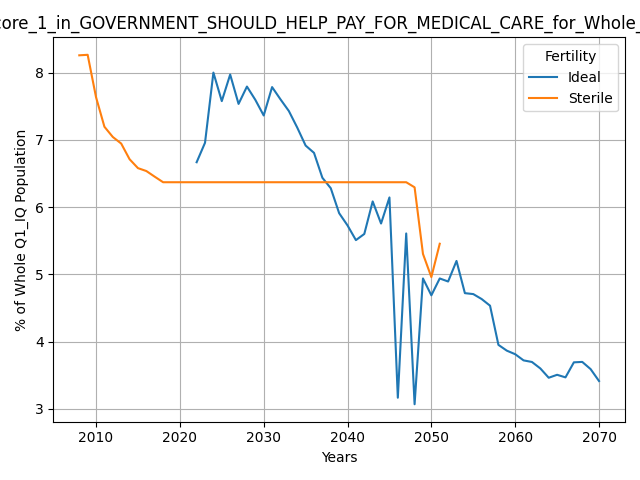 core_1_in_GOVERNMENT_SHOULD_HELP_PAY_FOR_MEDICAL_CARE_for_Whole_
Fertility
Ideal
Sterile
% of Whole Q1_IQ Population
8
7
6
5
4
3
2010 2020 2030 2040 2050 2060 2070
Years